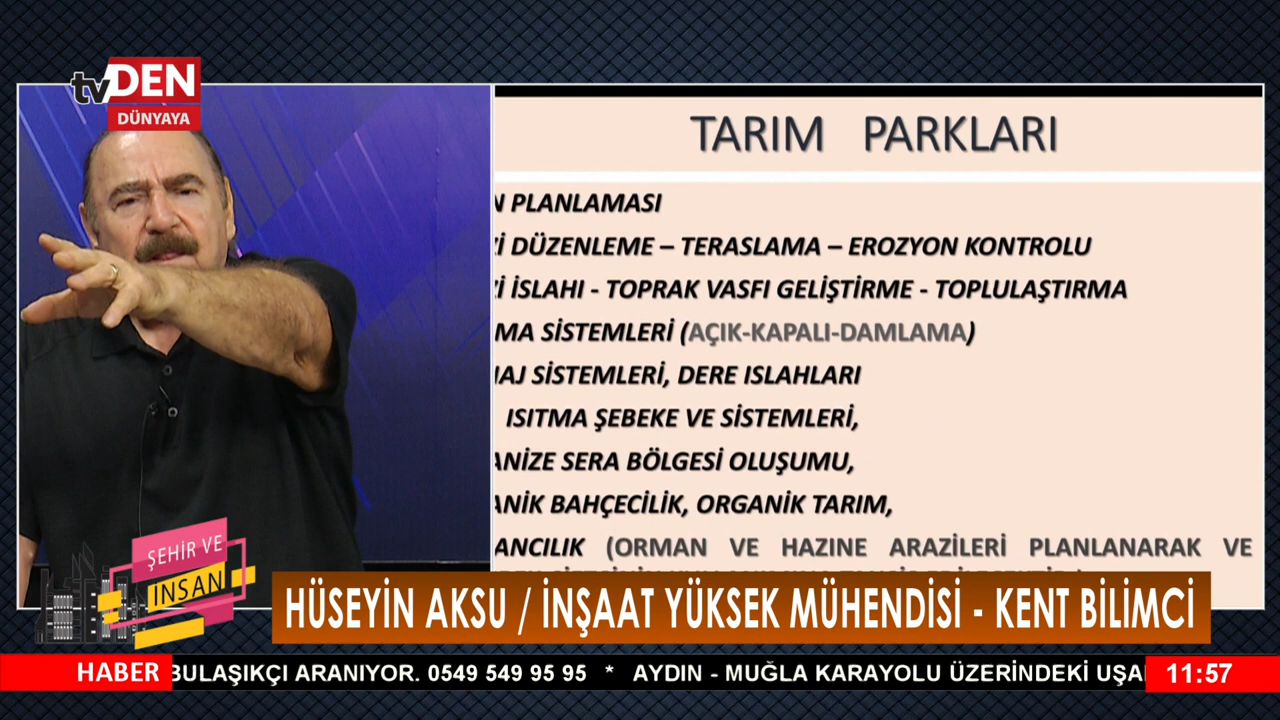 tvDEN
DÜNYAYA
TARIM PARKLARI
N PLANLAMASI
Zİ DÜZENLEME – TERASLAMA – EROZYON KONTROLU
Zİ İSLAHI - TOPRAK VASFI GELİŞTİRME - TOPLULAŞTIRMA
MA SİSTEMLERİ (AÇIK-KAPALI-DAMLAMA)
AJ SİSTEMLERİ, DERE ISLAHLARI
ISITMA ŞEBEKE VE SİSTEMLERİ,
ANİZE SERA BÖLGESİ OLUŞUMU,
ANİK BAHÇECİLİK, ORGANİK TARIM,
ANCILIK (ORMAN VE HAZINE ARAZİLERİ PLANLANARAK VE
ŞEHİR VE
İNSAN
HÜSEYİN AKSU / İNŞAAT YÜKSEK MÜHENDİSİ - KENT BİLİMCİ
HABER BULAŞIKÇI ARANIYOR. 0549 549 95 95 * AYDIN - MUĞLA KARAYOLU ÜZERİNDEKİ UŞA 11:57